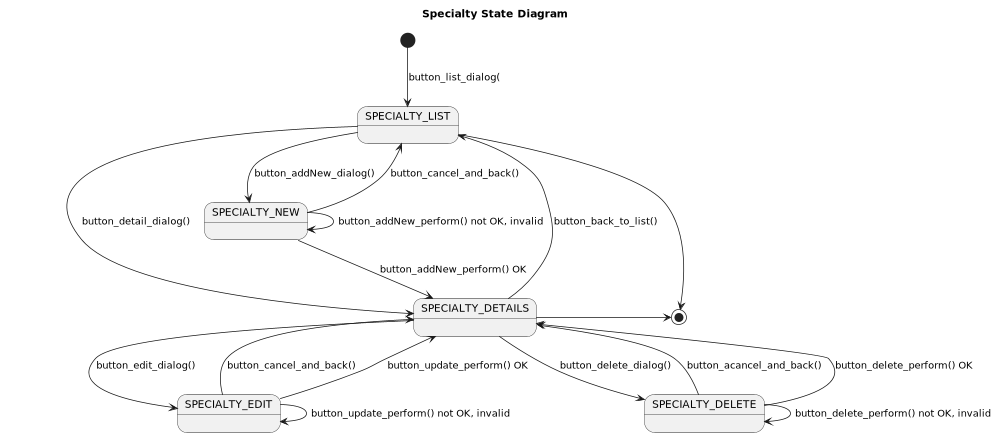 Specialty State Diagram
button_list_dialog(
SPECIALTY_LIST
button_addNew_dialog()
button_cancel_and_back()
SPECIALTY_NEW
button_detail_dialog()
button_addNew_perform() not OK, invalid
button_back_to_list()
button_addNew_perform() OK
SPECIALTY_DETAILS
button_edit_dialog()
button_cancel_and_back()
button_update_perform() OK
button_delete_dialog()
button_acancel_and_back()
button_delete_perform() OK
SPECIALTY_EDIT
button_update_perform() not OK, invalid
SPECIALTY_DELETE
button_delete_perform() not OK, invalid